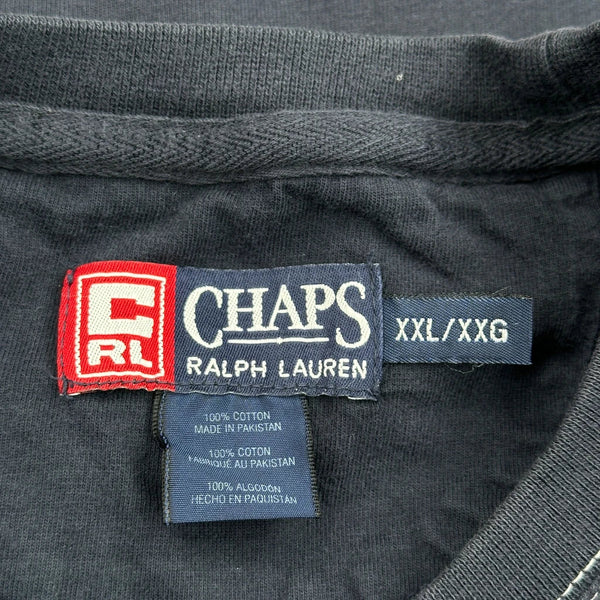 C
RL
CHAPS
RALPH LAUREN
XXL/XXG
100% COTTON
MADE IN PAKISTAN
100% COTON
FABRIQUÉ AU PAKISTAN
100% ALGODÓN
HECHO EN PAQUISTÁN